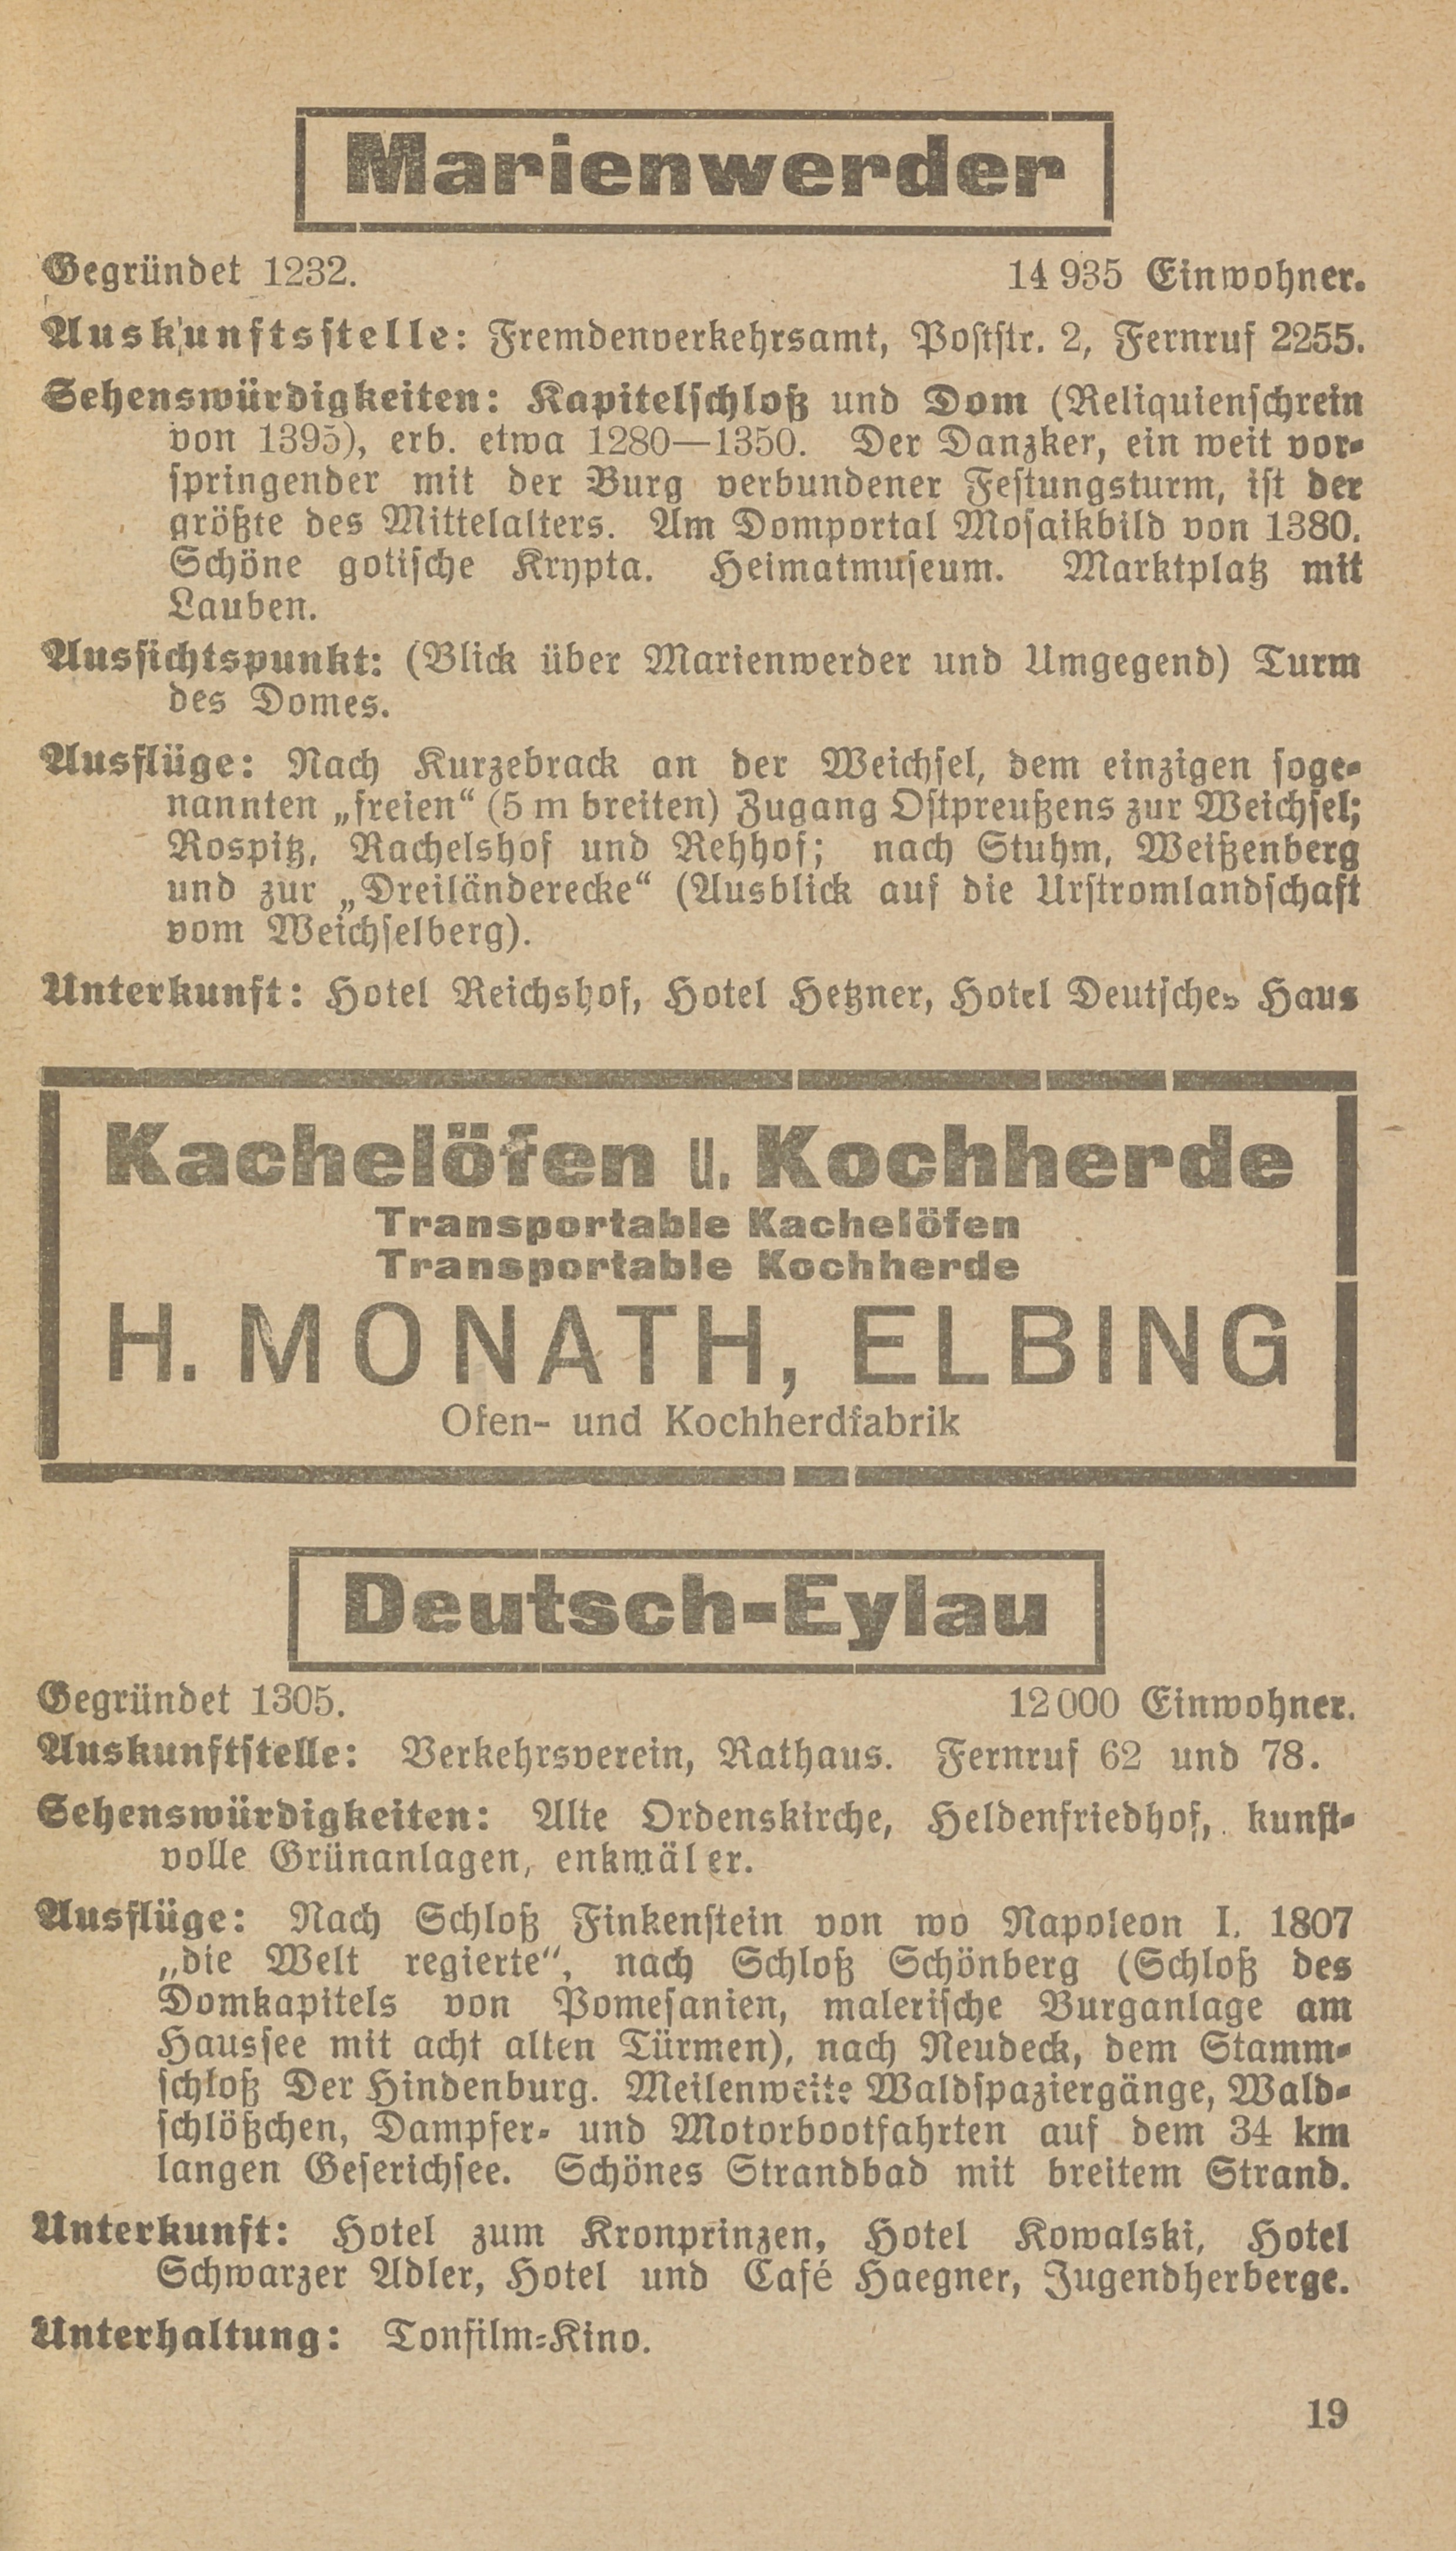 Marienwerder
Gegründet 1232. 14 935 Einwohner.
Auskunftsstelle: Fremdenverkehrsamt, Poststr. 2, Fernruf 2255.
Sehenswürdigkeiten: Kapitelschloß und Dom (Reliquienschrein
von 1395), erb. etwa 1280—1350. Der Danzker, ein weit vor-
springender mit der Burg verbundener Festungsturm, ist der
größte des Mittelalters. Am Domportal Mosaikbild von 1380.
Schöne gotische Krypta. Heimatmuseum. Marktplatz mit
Lauben.
Aussichtspunkt: (Blick über Marienwerder und Umgegend) Turm
des Domes.
Ausflüge: Nach Kurzebrack an der Weichsel, dem einzigen soge-
nannten „freien“ (5 m breiten) Zugang Ostpreußens zur Weichsel;
Rospitz, Rachelshof und Rehhof; nach Stuhm, Weißenberg
und zur „Dreiländerecke“ (Ausblick auf die Urstromlandschaft
vom Weichselberg).
Unterkunft: Hotel Reichshof, Hotel Hetzner, Hotel Deutsches Haus
Kachelöfen u. Kochherde
Transportable Kachelöfen
Transportable Kochherde
H. MONATH, ELBING
Ofen- und Kochherdfabrik
Deutsch-Eylau
Gegründet 1305. 12 000 Einwohner.
Auskunftstelle: Verkehrsverein, Rathaus. Fernruf 62 und 78.
Sehenswürdigkeiten: Alte Ordenskirche, Heldenfriedhof, kunst-
volle Grünanlagen, enkmäler.
Ausflüge: Nach Schloß Finkenstein von wo Napoleon I. 1807
„die Welt regierte“, nach Schloß Schönberg (Schloß des
Domkapitels von Pomesanien, malerische Burganlage am
Haussee mit acht alten Türmen), nach Neudeck, dem Stamm-
schloß Der Hindenburg. Meilenweite Waldspaziergänge, Wald-
schlößchen, Dampfer- und Motorbootfahrten auf dem 34 km
langen Geserichsee. Schönes Strandbad mit breitem Strand.
Unterkunft: Hotel zum Kronprinzen, Hotel Kowalski, Hotel
Schwarzer Adler, Hotel und Café Haegner, Jugendherberge.
Unterhaltung: Tonfilm-Kino.
19